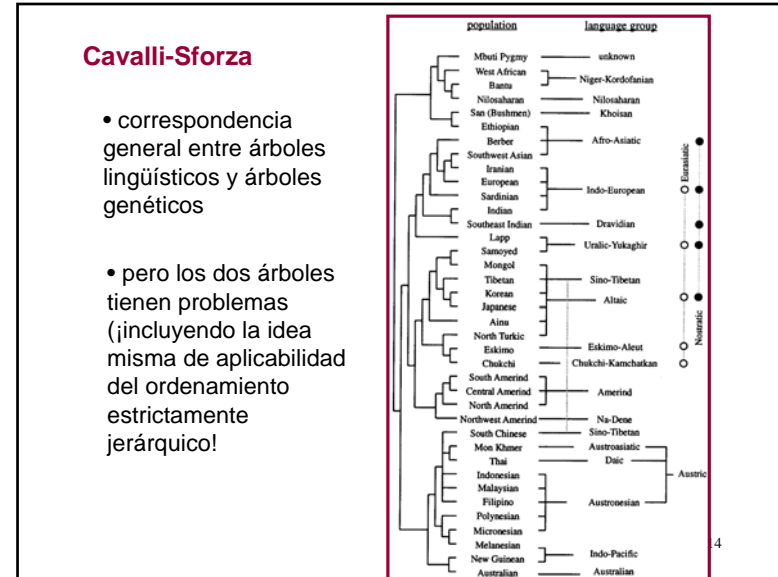 Cavalli-Sforza
• correspondencia
general entre árboles
lingüísticos y árboles
genéticos
• pero los dos árboles
tienen problemas
(¡incluyendo la idea
misma de aplicabilidad
del ordenamiento
estrictamente
jerárquico!
population language group
Mbuti Pygmy unknown
West African
Niger-Kordofanian
Bantu
Nilosaharan Nilosaharan
San (Bushmen) Khoisan
Ethiopian
Berber Afro-Asiatic
Southwest Asian
Iranian
European
Indo-European
Sardinian
Indian
Southeast Indian Dravidian
Lapp
Uralic-Yukaghir
Samoyed
Mongol
Tibetan Sino-Tibetan
Korean
Altaic
Japanese
Ainu
North Turkic
Eskimo Eskimo-Aleut
Chukchi Chukchi-Kamchatkan
South Amerind
Central Amerind Amerind
North Amerind
Northwest Amerind Na-Dene
South Chinese Sino-Tibetan
Mon Khmer Austroasiatic
Thai Daic
Indonesian Austric
Malaysian
Filipino Austronesian
Polynesian
Micronesian
Melanesian
New Guinean Indo-Pacific
Australian Australian
Eurasiatic
Nostratic
14